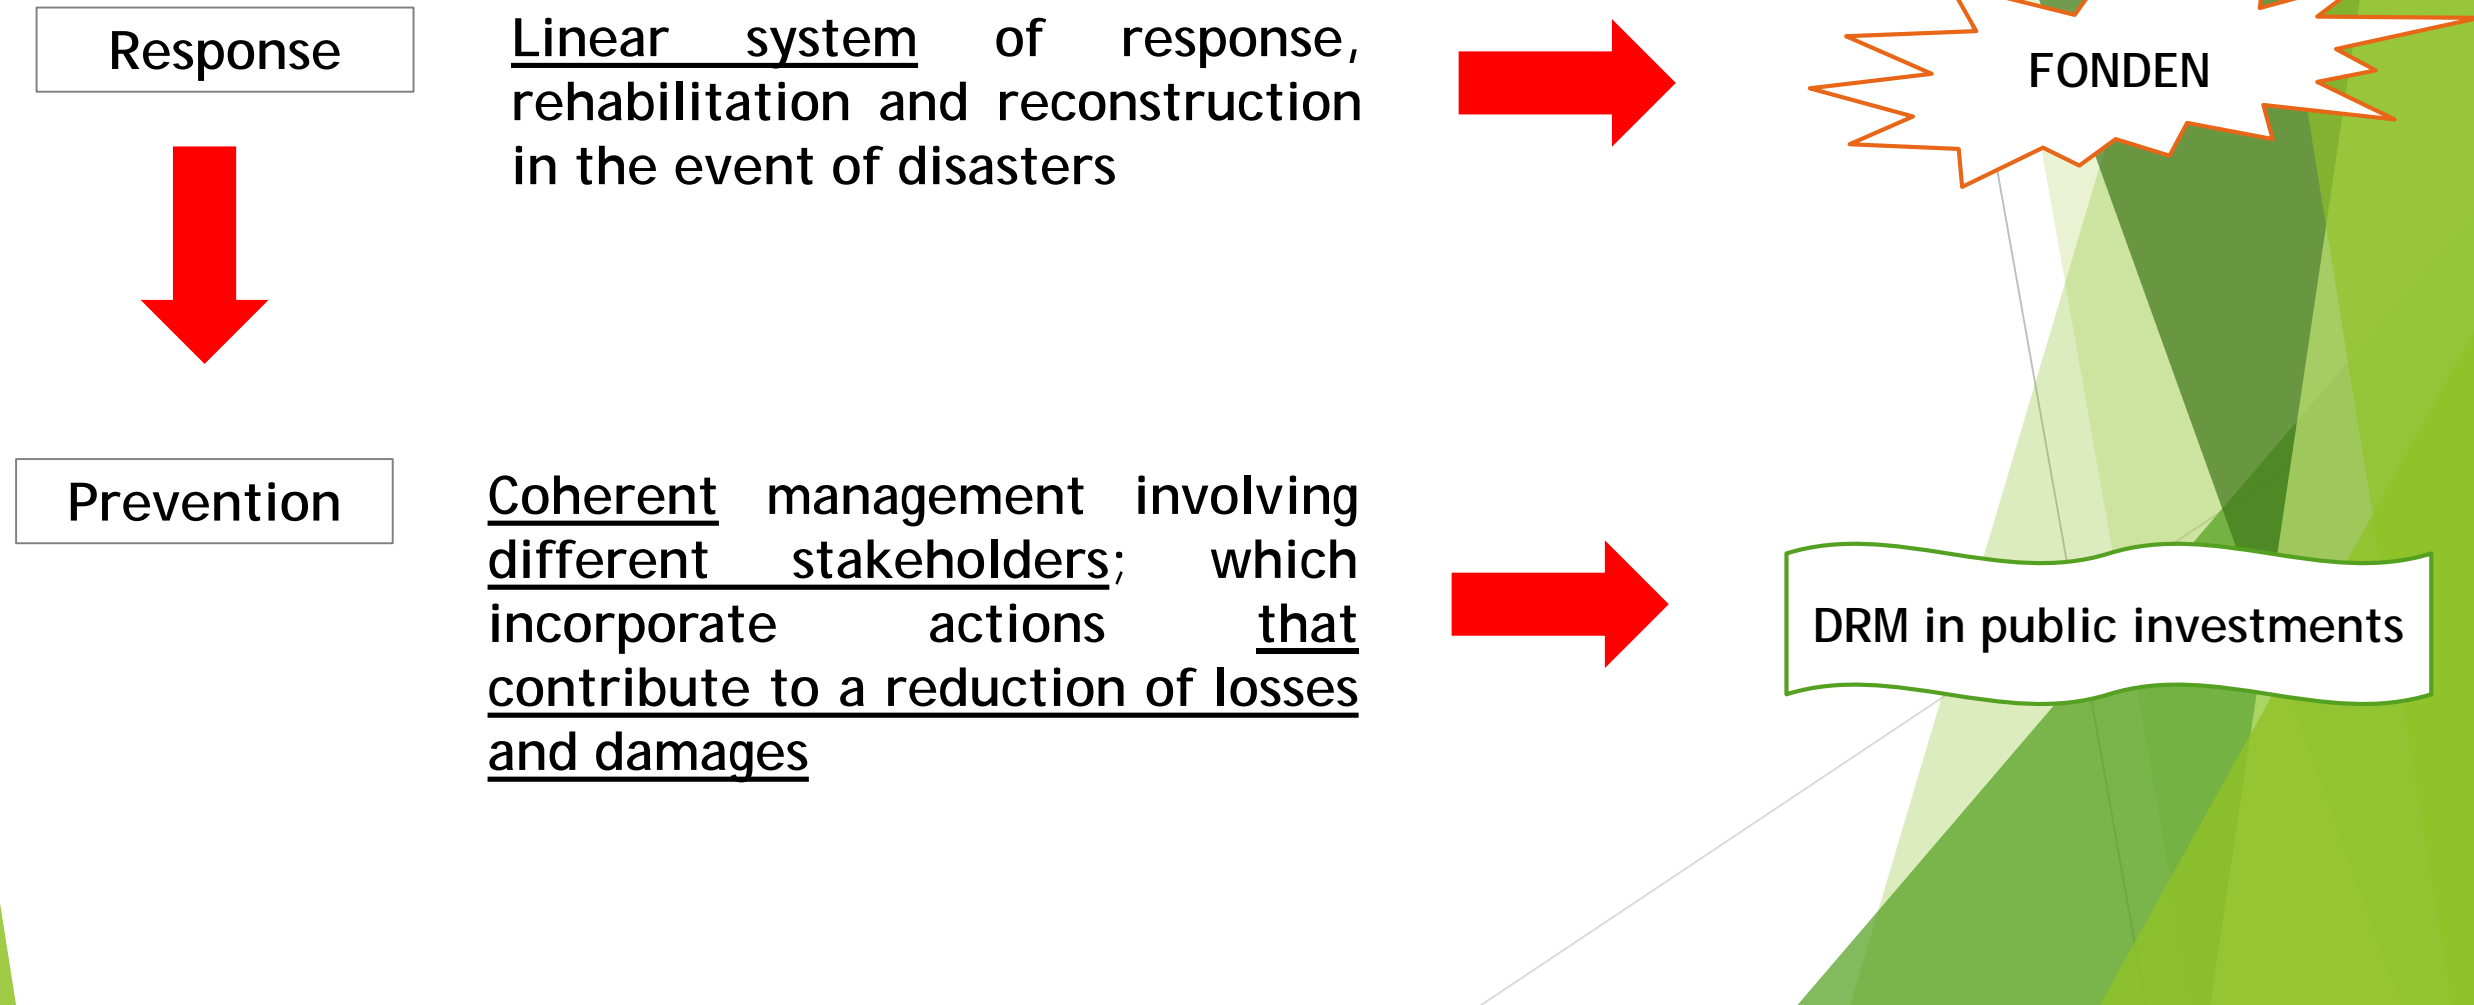 Response
Linear system of response,
rehabilitation and reconstruction
in the event of disasters
FONDEN
Prevention
Coherent management involving
different stakeholders; which
incorporate actions that
contribute to a reduction of losses
and damages
DRM in public investments